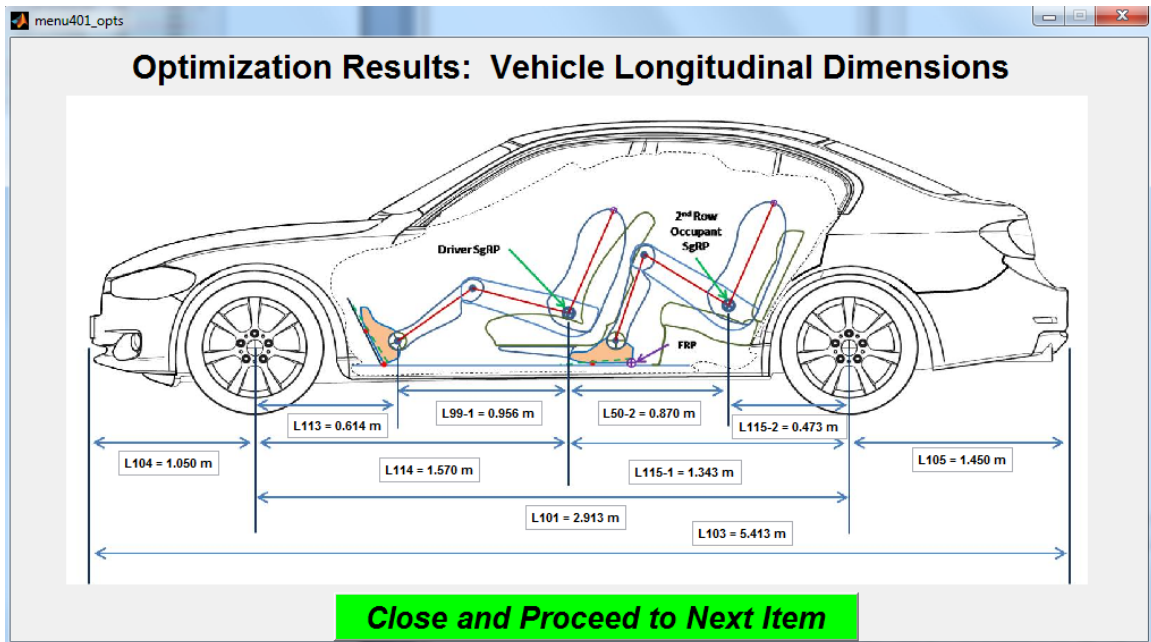 menu401_opts
Optimization Results:  Vehicle Longitudinal Dimensions
2nd Row
Occupant
SgRP
Driver SgRP
FRP
L99-1 = 0.956 m
L50-2 = 0.870 m
L113 = 0.614 m
L115-2 = 0.473 m
L104 = 1.050 m
L114 = 1.570 m
L115-1 = 1.343 m
L105 = 1.450 m
L101 = 2.913 m
L103 = 5.413 m
Close and Proceed to Next Item